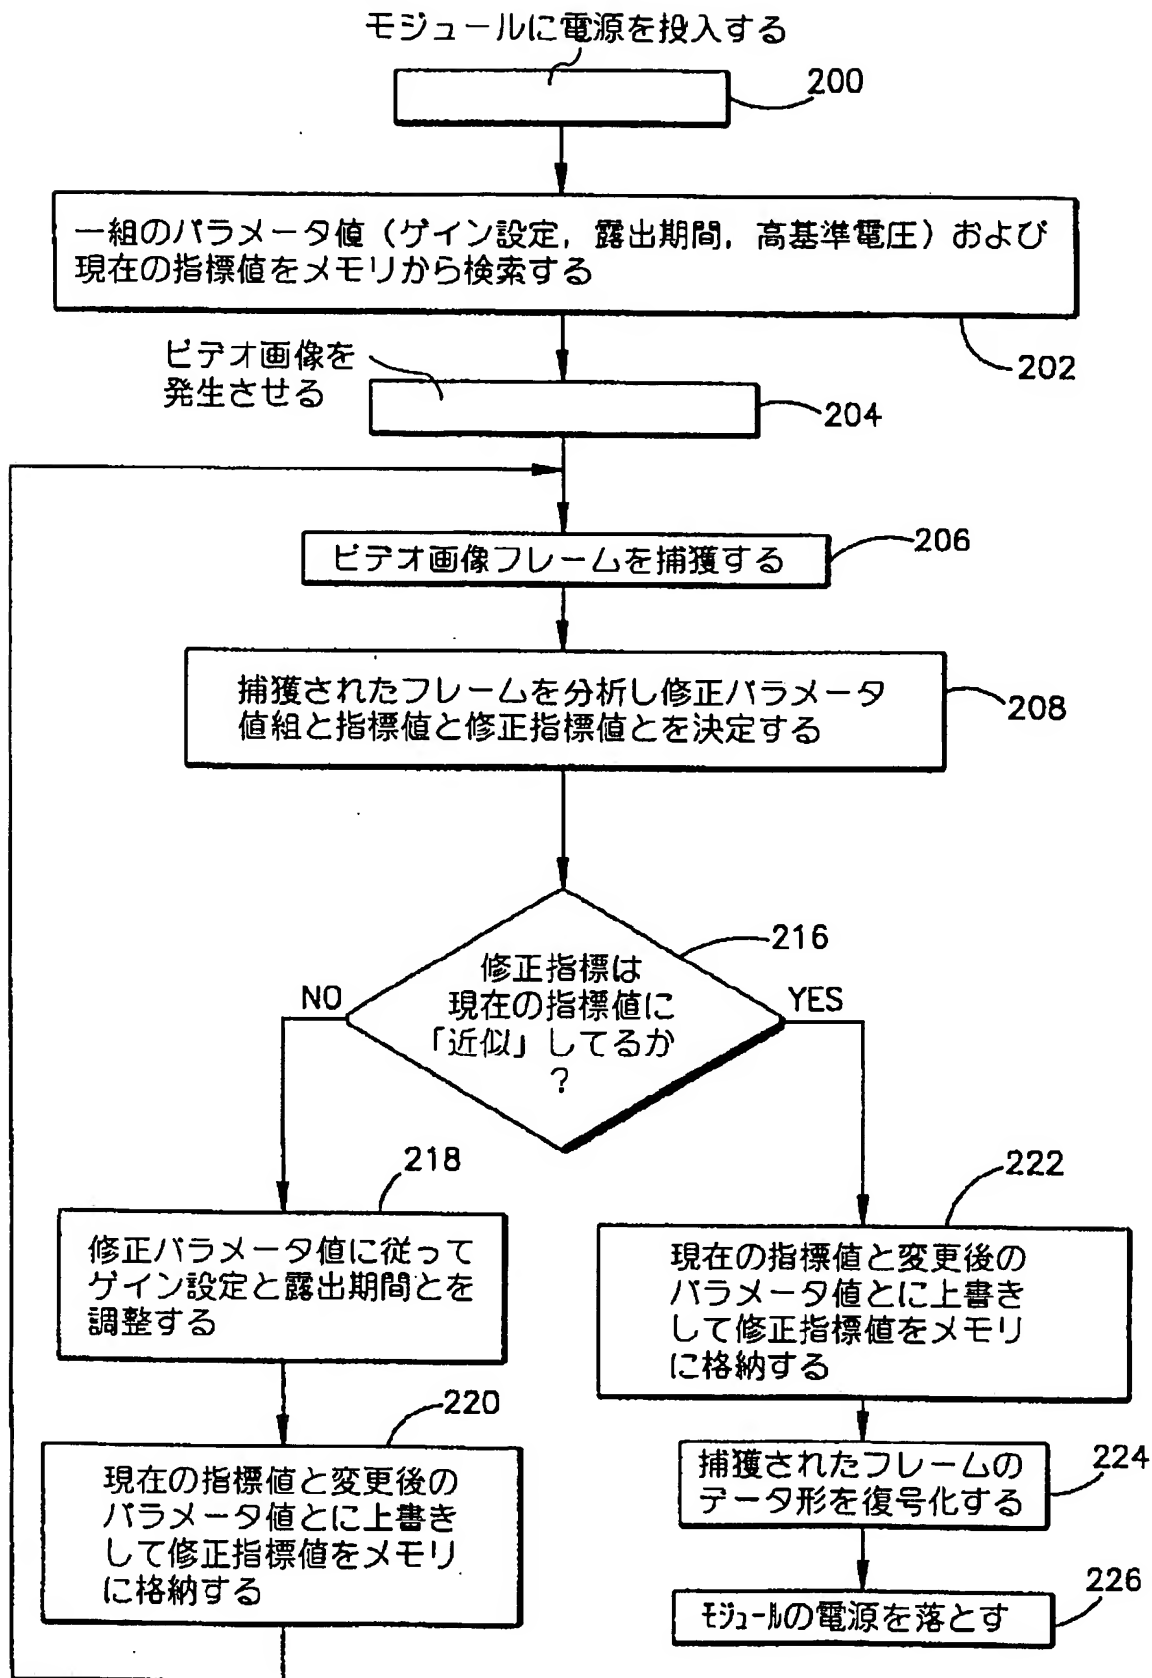 モジュールに電源を投入する
200
一組のパラメータ値（ゲイン設定，露出期間，高基準電圧）および
現在の指標値をメモリから検索する
202
ビデオ画像を
発生させる
204
ビデオ画像フレームを捕獲する
206
捕獲されたフレームを分析し修正パラメータ
値組と指標値と修正指標値とを決定する
208
216
修正指標は
現在の指標値に
「近似」してるか
？
NO
YES
218
修正パラメータ値に従って
ゲイン設定と露出期間とを
調整する
222
現在の指標値と変更後の
パラメータ値とに上書き
して修正指標値をメモリ
に格納する
220
現在の指標値と変更後の
パラメータ値とに上書き
して修正指標値をメモリ
に格納する
捕獲されたフレームの
データ形を復号化する
224
ﾓｼﾞｭｰﾙの電源を落とす
226